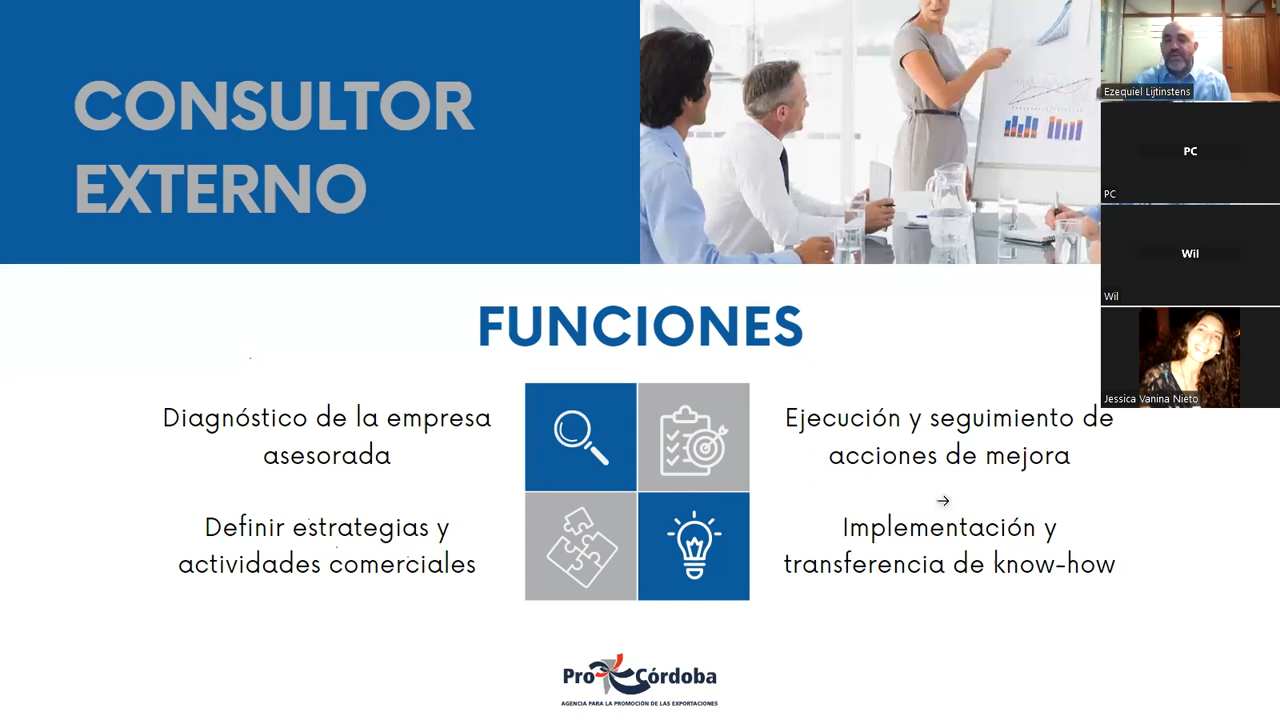 CONSULTOR
EXTERNO
FUNCIONES
Diagnóstico de la empresa
asesorada
Ejecución y seguimiento de
acciones de mejora
Definir estrategias y
actividades comerciales
Implementación y
transferencia de know-how
Pro Córdoba
AGENCIA PARA LA PROMOCIÓN DE LAS EXPORTACIONES
Ezequiel Lijtinstens
PC
PC
Wil
Wil
Jessica Vanina Nieto